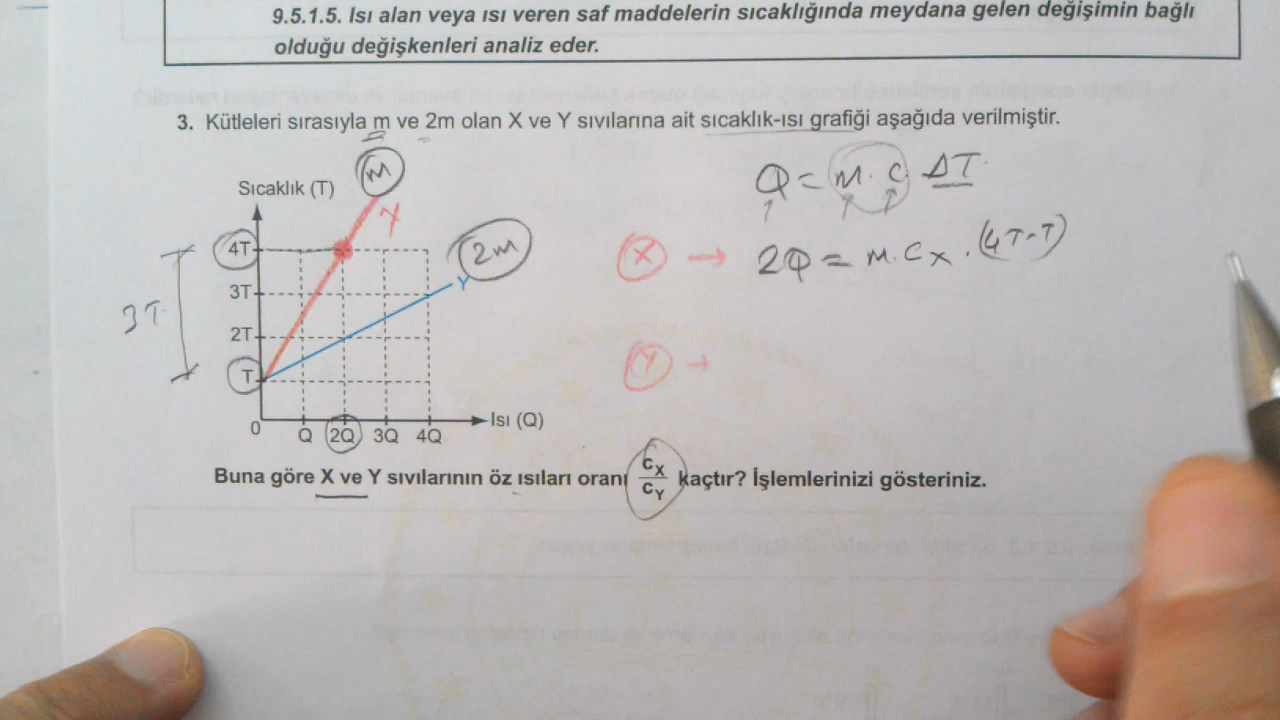 9.5.1.5. Isı alan veya ısı veren saf maddelerin sıcaklığında meydana gelen değişimin bağlı
olduğu değişkenleri analiz eder.
3. Kütleleri sırasıyla m ve 2m olan X ve Y sıvılarına ait sıcaklık-ısı grafiği aşağıda verilmiştir.
Sıcaklık (T)
m
X
Q = m. c. ΔT
4T
2m
X → 2Q = m. cX . (4T-T)
3T
Y
3T
2T
Y →
T
0
Q 2Q 3Q 4Q
Isı (Q)
Buna göre X ve Y sıvılarının öz ısıları oranı cX/cY kaçtır? İşlemlerinizi gösteriniz.